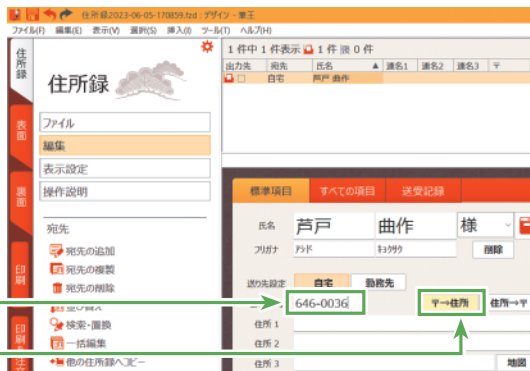 住所録2023-06-05-170859.fzd : デザイン - 筆王
ファイル(F) 編集(E) 表示(V) 選択(S) 挿入(I) ツール(T) ヘルプ(H)
住所録
表面
裏面
印刷
印刷を注文
住所録
ファイル
編集
表示設定
操作説明
宛先
宛先の追加
宛先の複製
宛先の削除
並び替え
検索・置換
一括編集
他の住所録へコピー
1 件中 1 件表示 1 件 0 件
出力先 宛先 氏名 ▲ 連名1 連名2 連名3 〒
自宅 芦戸 曲作
標準項目 すべての項目 送受記録
氏名 芦戸 曲作 様
フリガナ アシド キョクサク 削除
送り先設定 自宅 勤務先
646-0036 〒→住所 住所→〒
住所 1
住所 2
住所 3 地図